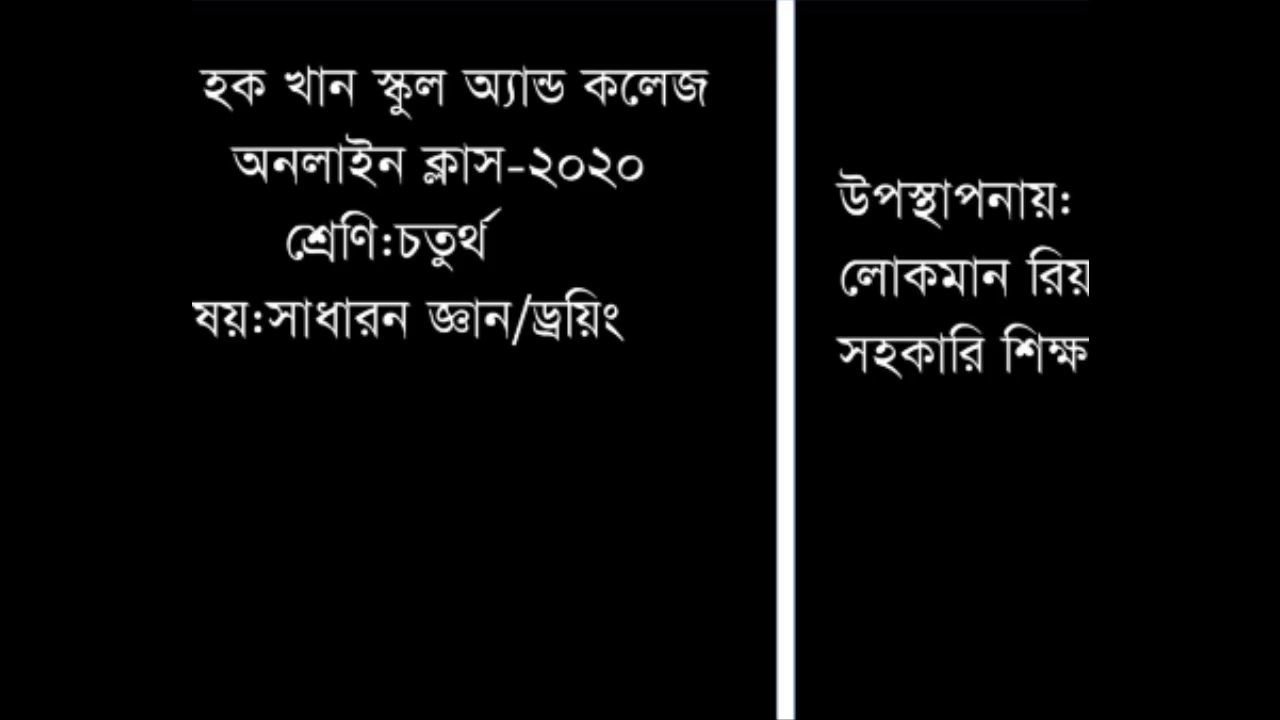 হক খান স্কুল অ্যান্ড কলেজ
অনলাইন ক্লাস-২০২০
শ্রেণি:চতুর্থ
ষয়:সাধারন জ্ঞান/ড্রয়িং
উপস্থাপনায়:
লোকমান রিয়
সহকারি শিক্ষ